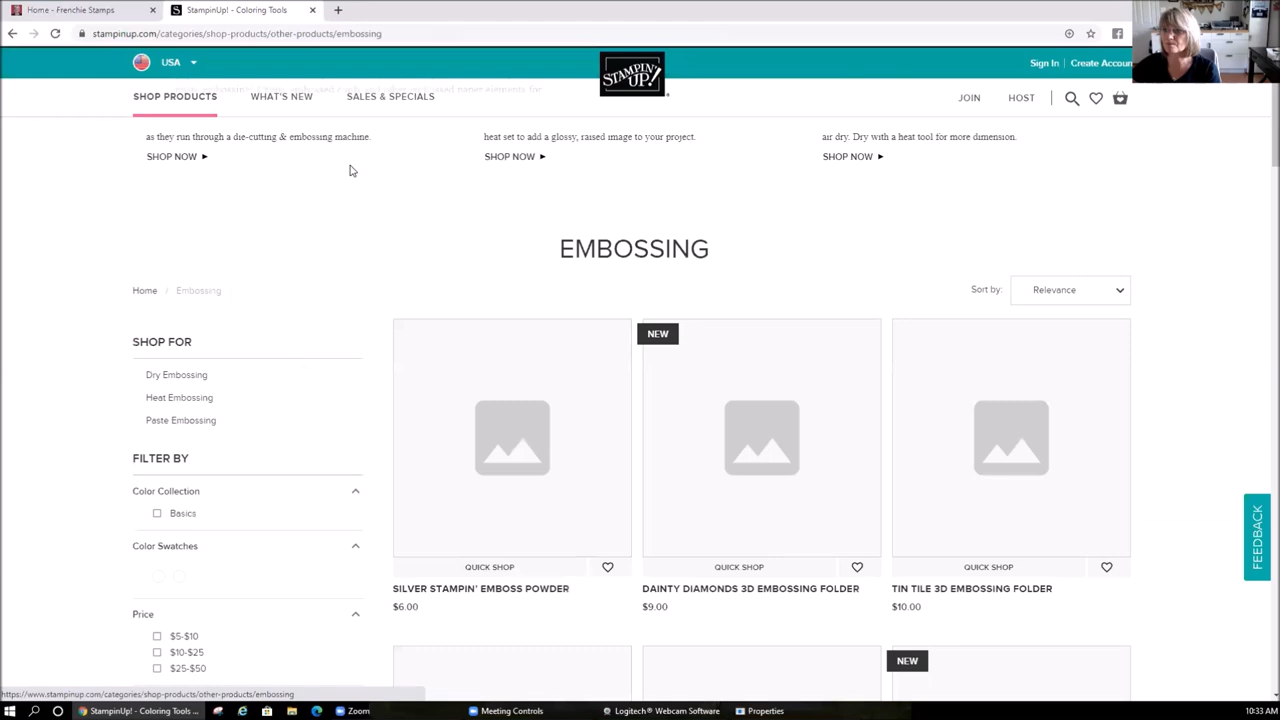 Home - Frenchie Stamps
StampinUp! - Coloring Tools
stampinup.com/categories/shop-products/other-products/embossing
USA
STAMPIN' UP!
Sign In | Create Accoun
SHOP PRODUCTS
WHAT'S NEW
SALES & SPECIALS
JOIN
HOST
as they run through a die-cutting & embossing machine.
heat set to add a glossy, raised image to your project.
air dry. Dry with a heat tool for more dimension.
SHOP NOW
SHOP NOW
SHOP NOW
EMBOSSING
Home / Embossing
Sort by: Relevance
SHOP FOR
Dry Embossing
Heat Embossing
Paste Embossing
FILTER BY
Color Collection
Basics
Color Swatches
Price
$5-$10
$10-$25
$25-$50
NEW
QUICK SHOP
QUICK SHOP
QUICK SHOP
SILVER STAMPIN' EMBOSS POWDER
DAINTY DIAMONDS 3D EMBOSSING FOLDER
TIN TILE 3D EMBOSSING FOLDER
$6.00
$9.00
$10.00
NEW
FEEDBACK
https://www.stampinup.com/categories/shop-products/other-products/embossing
StampinUp! - Coloring Tools ...
Zoom
Meeting Controls
Logitech® Webcam Software
Properties
10:33 AM